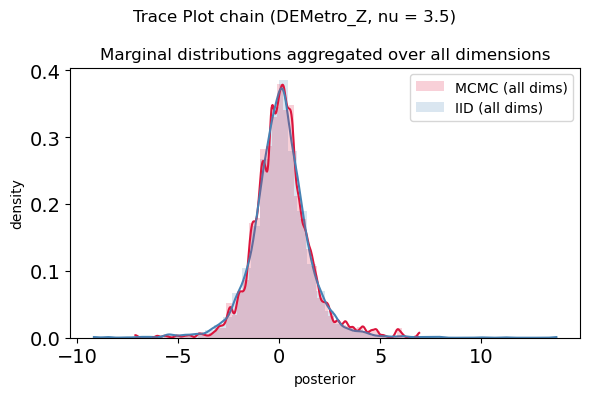 Trace Plot chain (DEMetro_Z, nu = 3.5)
Marginal distributions aggregated over all dimensions
MCMC (all dims)
IID (all dims)
density
0.4
0.3
0.2
0.1
0.0
−10
−5
0
5
10
posterior